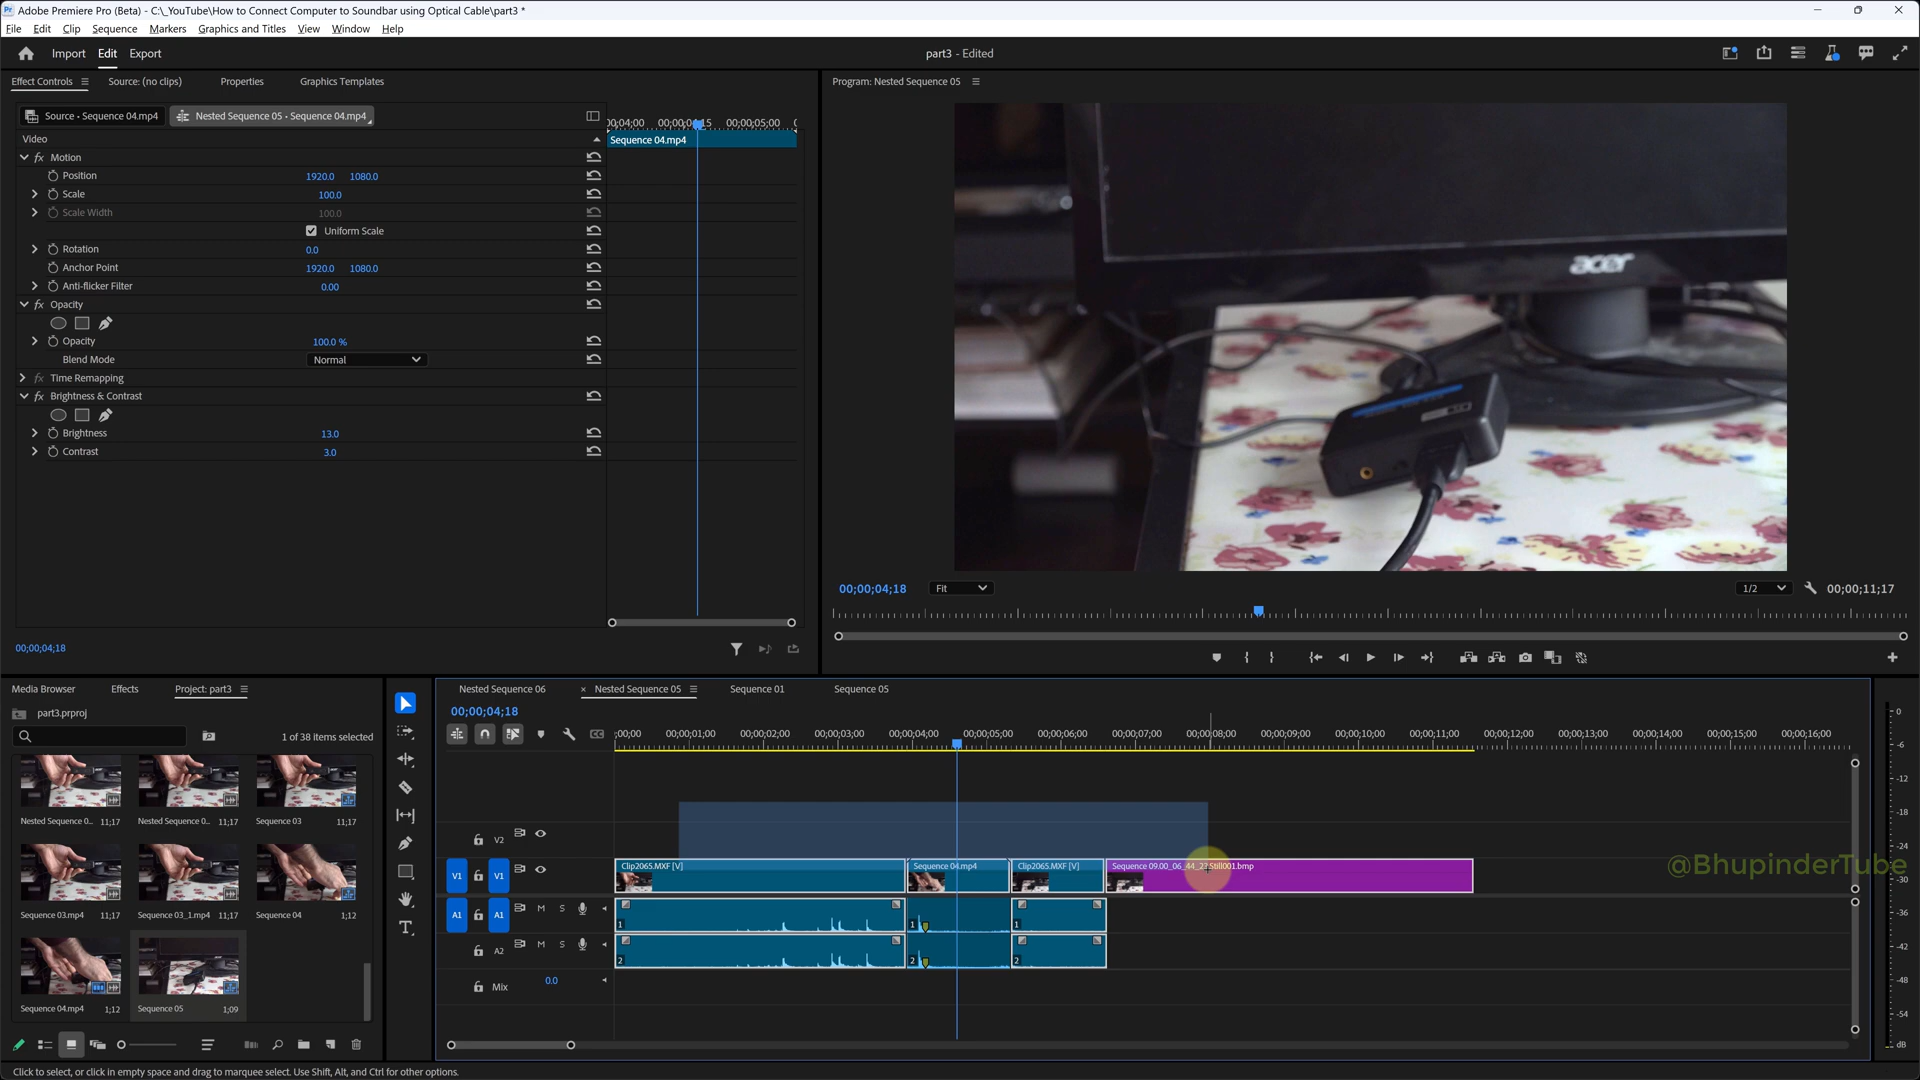 Pr Adobe Premiere Pro (Beta) - C:\_YouTube\How to Connect Computer to Soundbar using Optical Cable\part3 *
File Edit Clip Sequence Markers Graphics and Titles View Window Help
Import Edit Export
part3 - Edited
Effect Controls Source: (no clips) Properties Graphics Templates
Program: Nested Sequence 05
Source • Sequence 04.mp4 Nested Sequence 05 • Sequence 04.mp4
00;00;05;00
Video
Sequence 04.mp4
fx Motion
Position 1920.0 1080.0
Scale 100.0
Scale Width 100.0
Uniform Scale
Rotation 0.0
Anchor Point 1920.0 1080.0
Anti-flicker Filter 0.00
fx Opacity
Opacity 100.0 %
Blend Mode Normal
fx Time Remapping
fx Brightness & Contrast
Brightness 13.0
Contrast 3.0
acer
00;00;04;18 Fit 1/2 00;00;11;17
00;00;04;18
Media Browser Effects Project: part3
part3.prproj
1 of 38 items selected
Nested Sequence 0... 11;17 Nested Sequence 0... 11;17 Sequence 03 11;17
Sequence 03.mp4 11;17 Sequence 03_1.mp4 11;17 Sequence 04 1;12
Sequence 04.mp4 1;12 Sequence 05 1;09
Nested Sequence 06 × Nested Sequence 05 Sequence 01 Sequence 05
00;00;04;18
;00;00 00;00;01;00 00;00;02;00 00;00;03;00 00;00;04;00 00;00;05;00 00;00;06;00 00;00;07;00 00;00;08;00 00;00;09;00 00;00;10;00 00;00;11;00 00;00;12;00 00;00;13;00 00;00;14;00 00;00;15;00 00;00;16;00
V2
V1 V1
Clip2065.MXF [V] Sequence 04.mp4 Clip2065.MXF [V]
A1 A1 M S
1 1 1
A2 M S
2 2 2
Mix 0.0
0
-6
-12
-18
-24
-30
-36
-42
-48
-54
dB
@BhupinderTube
Click to select, or click in empty space and drag to marquee select. Use Shift, Alt, and Ctrl for other options.